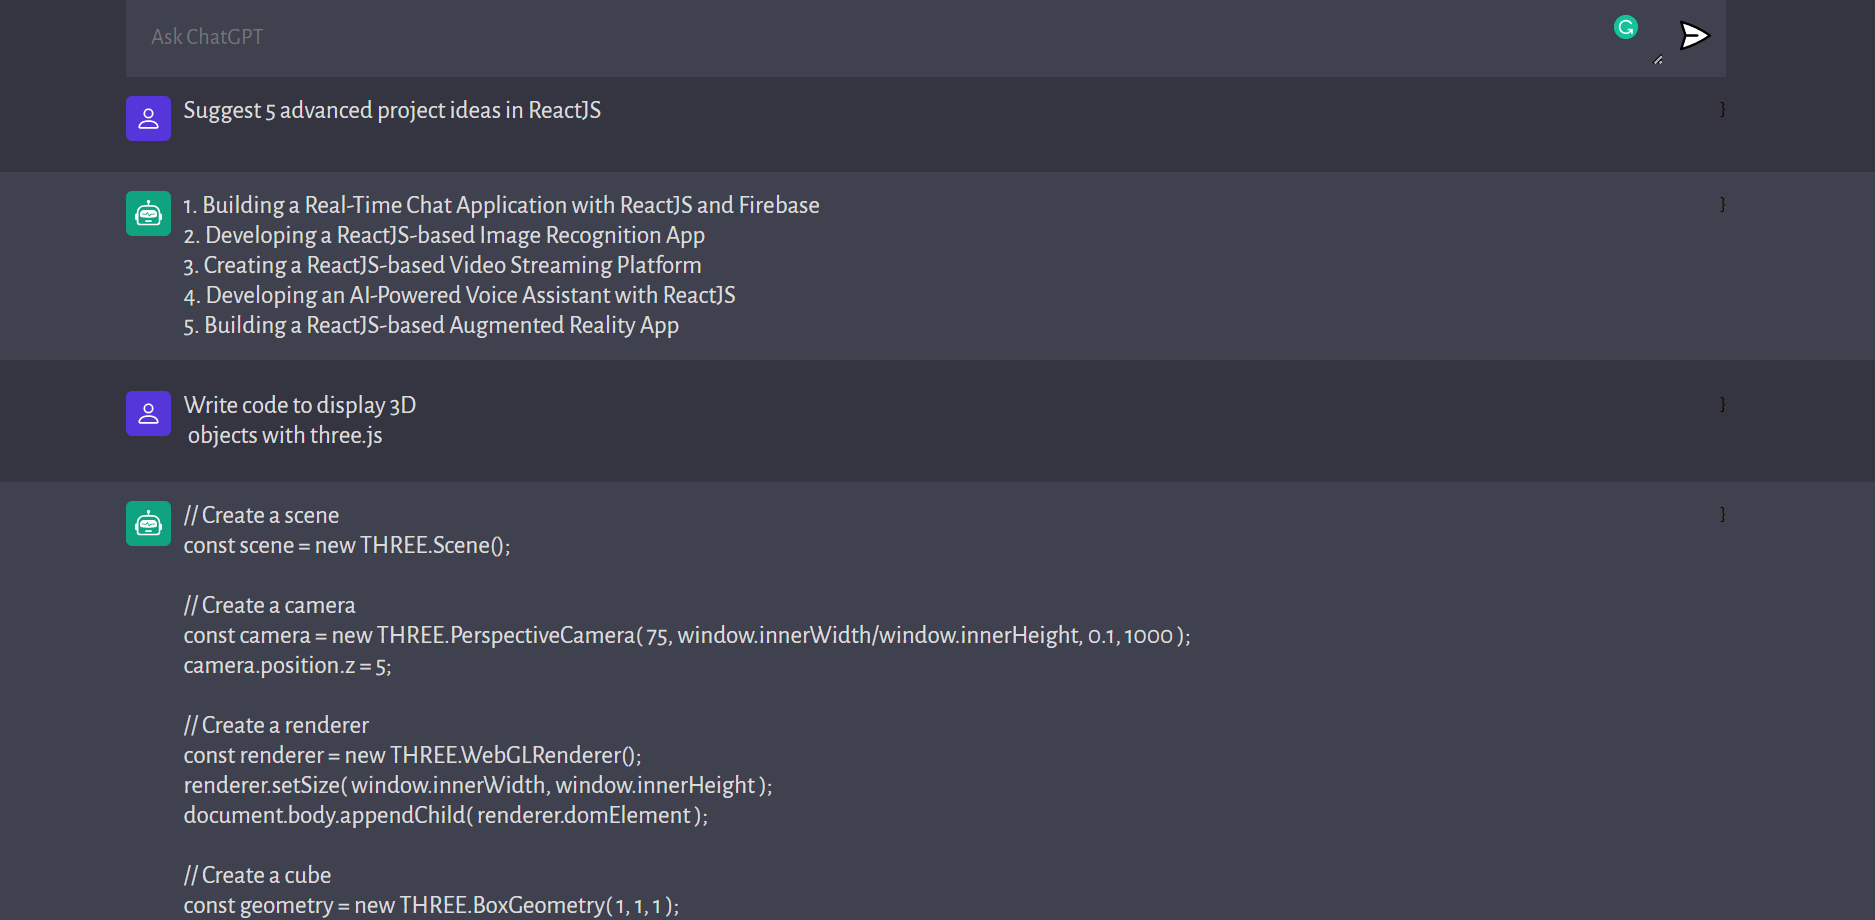 Ask ChatGPT
Suggest 5 advanced project ideas in ReactJS
}
1. Building a Real-Time Chat Application with ReactJS and Firebase
}
2. Developing a ReactJS-based Image Recognition App
3. Creating a ReactJS-based Video Streaming Platform
4. Developing an AI-Powered Voice Assistant with ReactJS
5. Building a ReactJS-based Augmented Reality App
Write code to display 3D
}
objects with three.js
// Create a scene
}
const scene = new THREE.Scene();
// Create a camera
const camera = new THREE.PerspectiveCamera( 75, window.innerWidth/window.innerHeight, 0.1, 1000 );
camera.position.z = 5;
// Create a renderer
const renderer = new THREE.WebGLRenderer();
renderer.setSize( window.innerWidth, window.innerHeight );
document.body.appendChild( renderer.domElement );
// Create a cube
const geometry = new THREE.BoxGeometry( 1, 1, 1 );